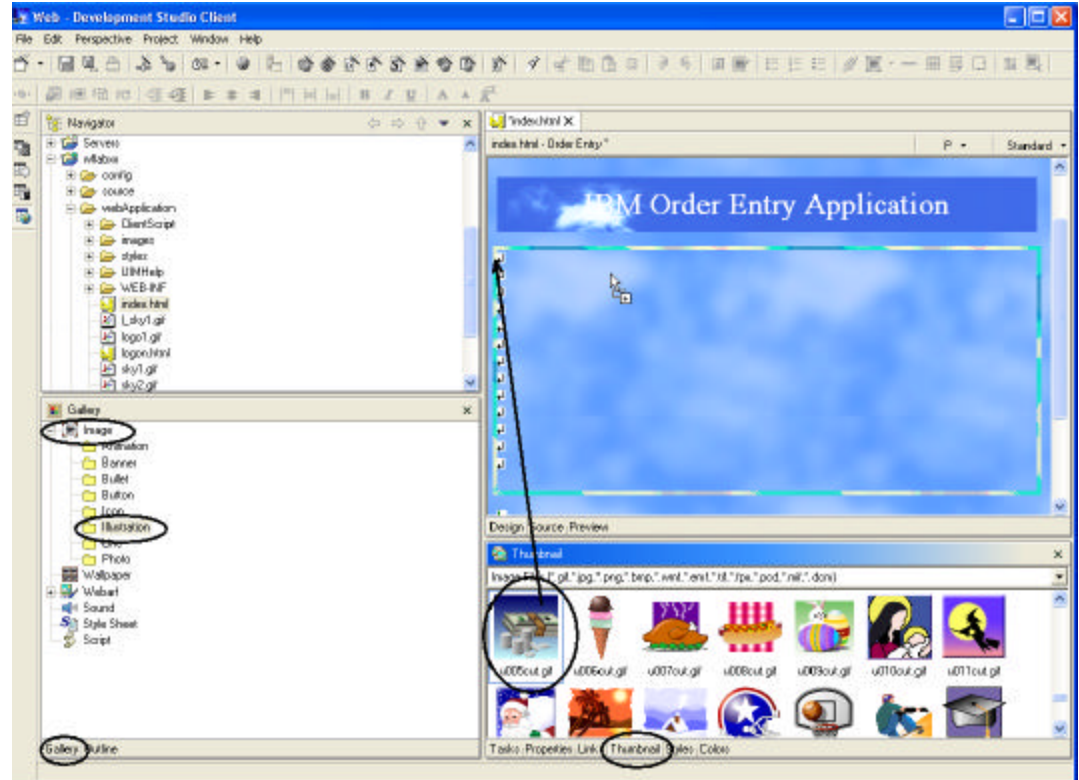 Web - Development Studio Client
File Edit Perspective Project Window Help
Navigator
Servers
wflabxx
config
source
webApplication
ClientScript
images
styles
UIMHelp
WEB-INF
index.html
l_sky1.gif
logo1.gif
logon.html
sky1.gif
sky2.gif
*index.html
index.html - Order Entry*
P Standard
IBM Order Entry Application
Design Source Preview
Gallery
Image
Animation
Banner
Bullet
Button
Icon
Illustration
Photo
Wallpaper
Webart
Sound
Style Sheet
Script
Gallery Outline
Thumbnail
u005cut.gif u006cut.gif u007cut.gif u008cut.gif u009cut.gif u010cut.gif u011cut.gif
Tasks Properties Links Thumbnail Styles Colors